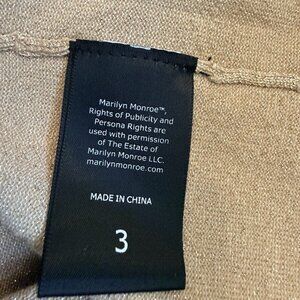 Marilyn Monroe™,
Rights of Publicity and
Persona Rights are
used with permission
of The Estate of
Marilyn Monroe LLC.
marilynmonroe.com
MADE IN CHINA
3